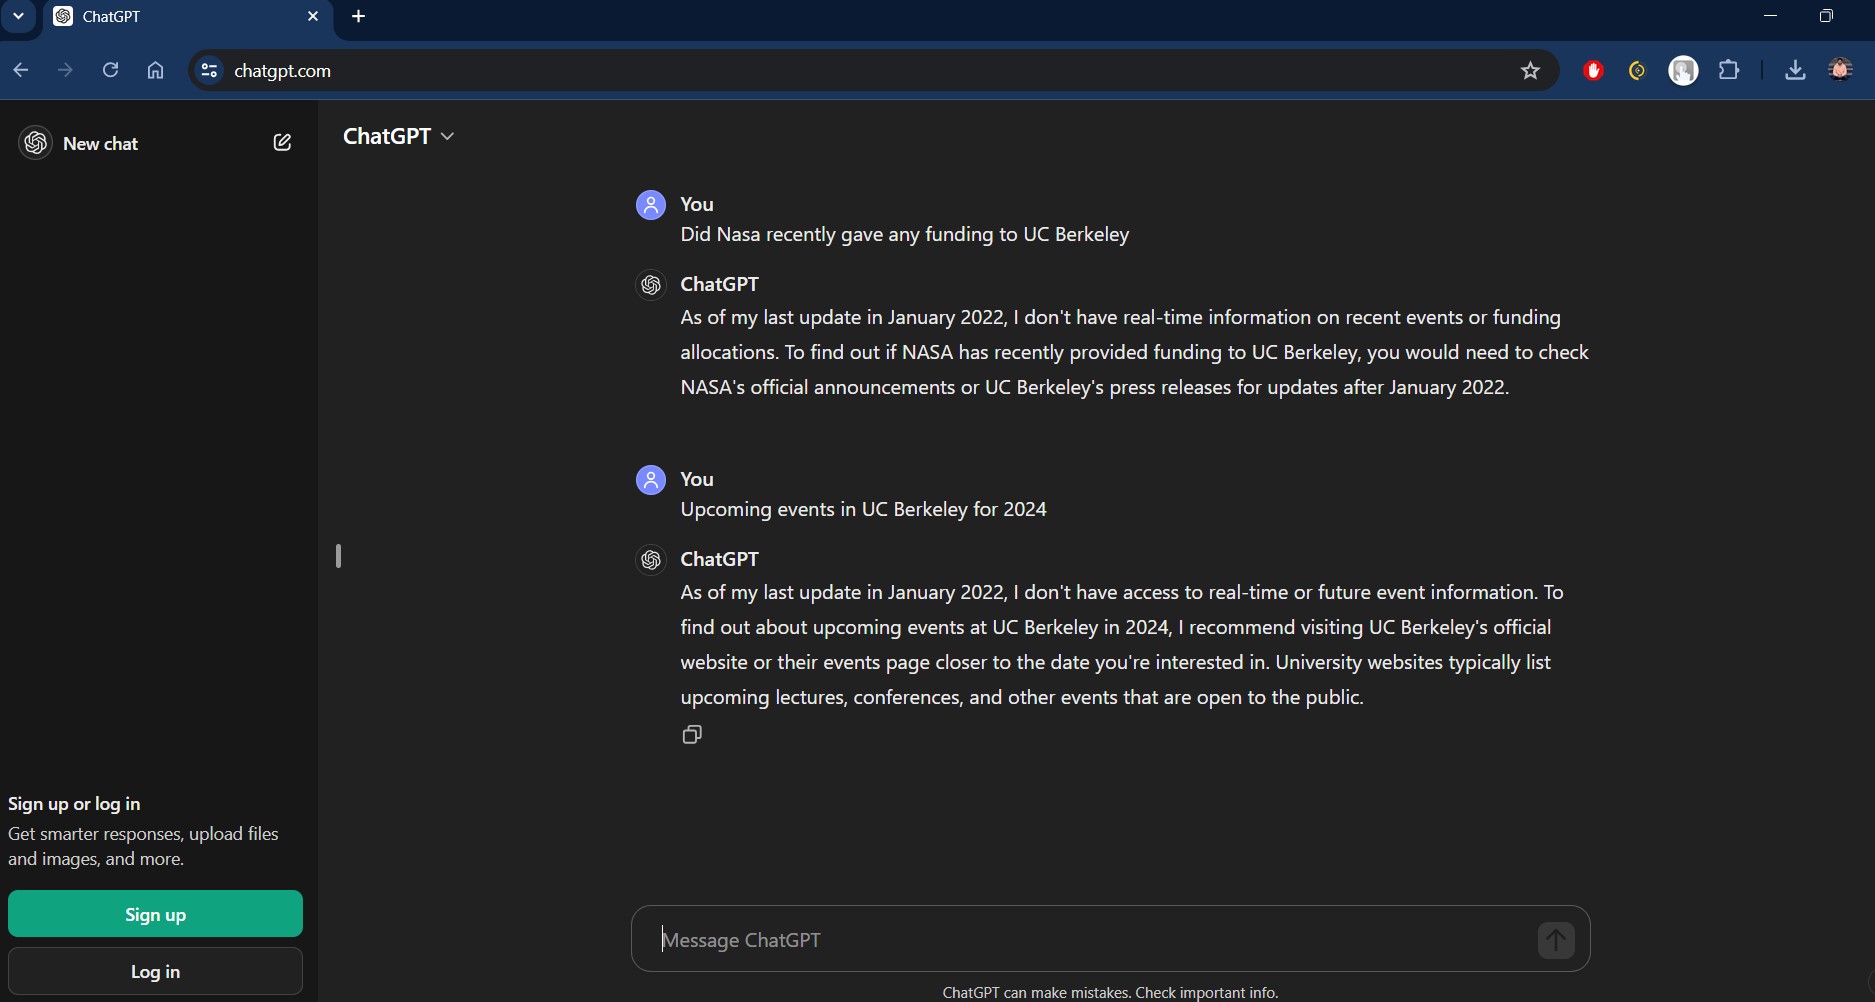 ChatGPT
chatgpt.com
New chat
ChatGPT
You
Did Nasa recently gave any funding to UC Berkeley
ChatGPT
As of my last update in January 2022, I don't have real-time information on recent events or funding
allocations. To find out if NASA has recently provided funding to UC Berkeley, you would need to check
NASA's official announcements or UC Berkeley's press releases for updates after January 2022.
You
Upcoming events in UC Berkeley for 2024
ChatGPT
As of my last update in January 2022, I don't have access to real-time or future event information. To
find out about upcoming events at UC Berkeley in 2024, I recommend visiting UC Berkeley's official
website or their events page closer to the date you're interested in. University websites typically list
upcoming lectures, conferences, and other events that are open to the public.
Sign up or log in
Get smarter responses, upload files
and images, and more.
Sign up
Log in
Message ChatGPT
ChatGPT can make mistakes. Check important info.